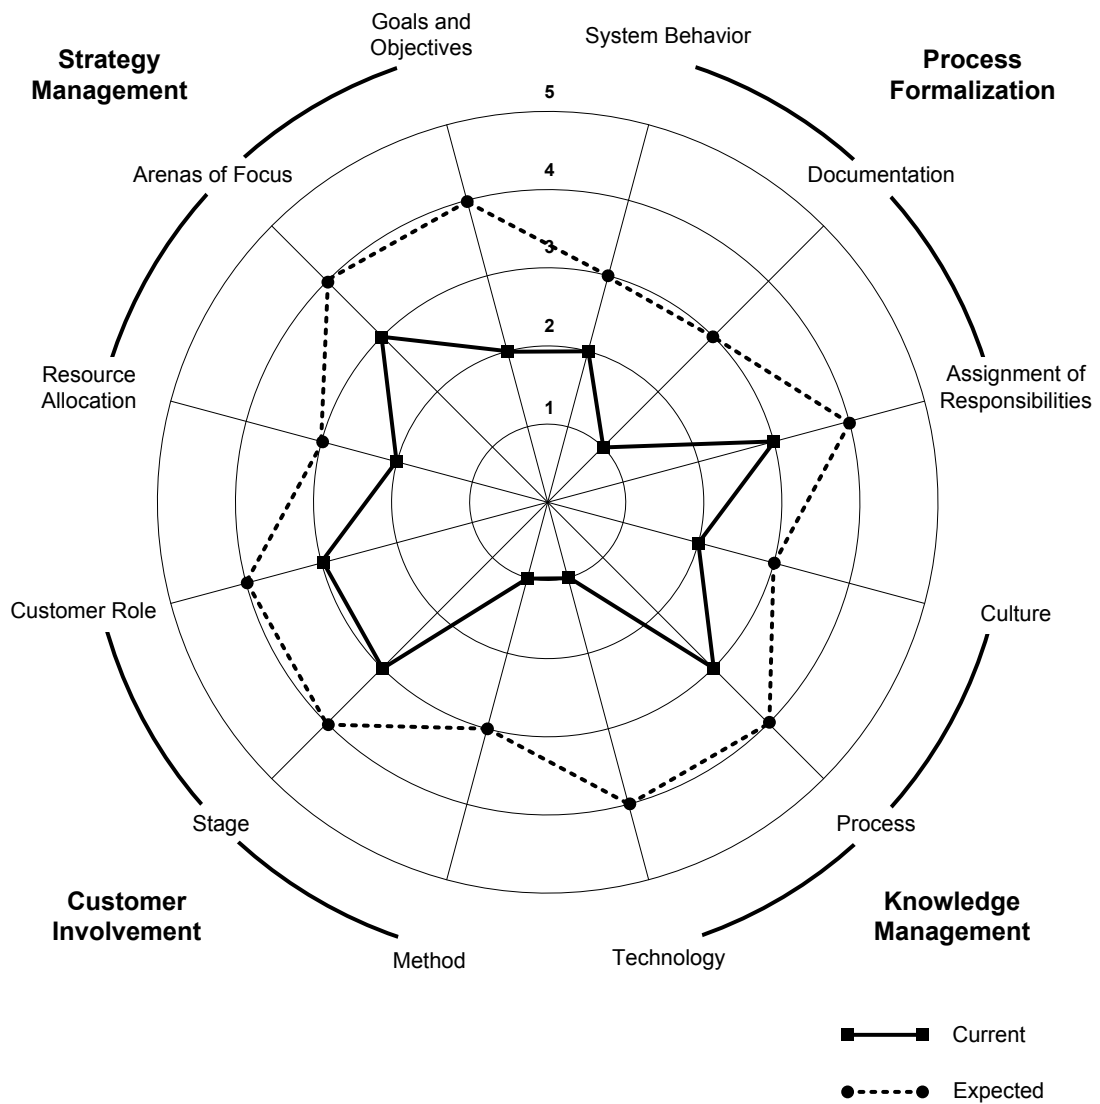 Goals and
Objectives
System Behavior
Strategy
Management
Process
Formalization
5
Arenas of Focus
4
Documentation
3
2
Resource
Allocation
Assignment of
Responsibilities
1
Customer Role
Culture
Stage
Process
Customer
Involvement
Knowledge
Management
Method
Technology
Current
Expected